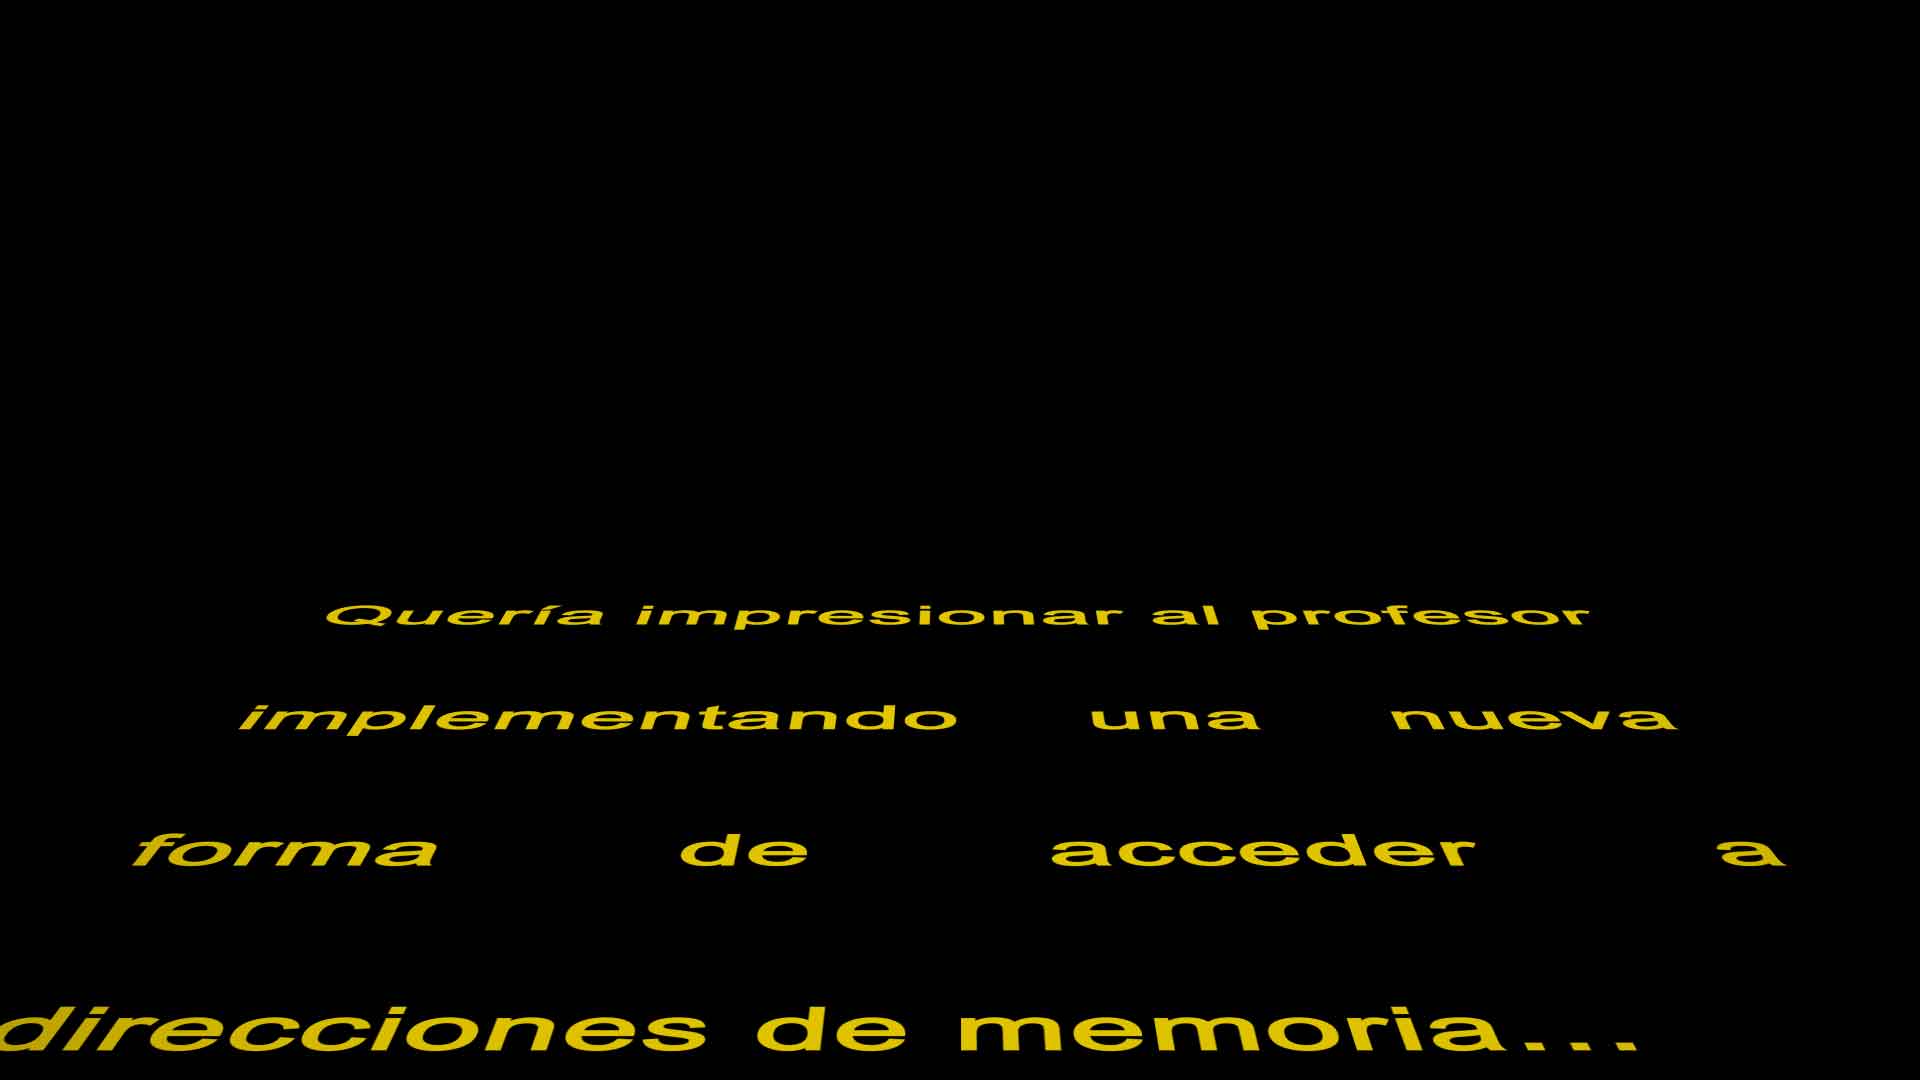 Quería impresionar al profesor
implementando una nueva
forma de acceder a
direcciones de memoria...